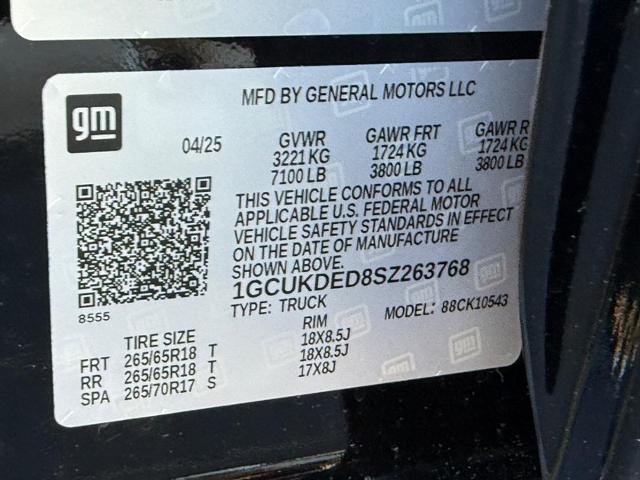 gm
MFD BY GENERAL MOTORS LLC
04/25 GVWR GAWR FRT GAWR R
3221 KG 1724 KG 1724 KG
7100 LB 3800 LB 3800 LB
THIS VEHICLE CONFORMS TO ALL
APPLICABLE U.S. FEDERAL MOTOR
VEHICLE SAFETY STANDARDS IN EFFECT
ON THE DATE OF MANUFACTURE
SHOWN ABOVE.
1GCUKDED8SZ263768
8555 TYPE: TRUCK MODEL: 88CK10543
TIRE SIZE RIM
FRT 265/65R18 T 18X8.5J
RR 265/65R18 T 18X8.5J
SPA 265/70R17 S 17X8J